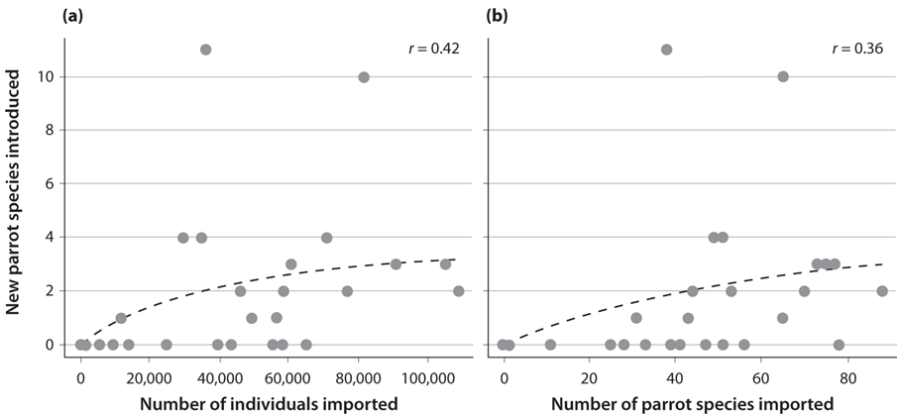 (a)
(b)
r = 0.42
r = 0.36
New parrot species introduced
10
8
6
4
2
0
0 20,000 40,000 60,000 80,000 100,000
0 20 40 60 80
Number of individuals imported
Number of parrot species imported